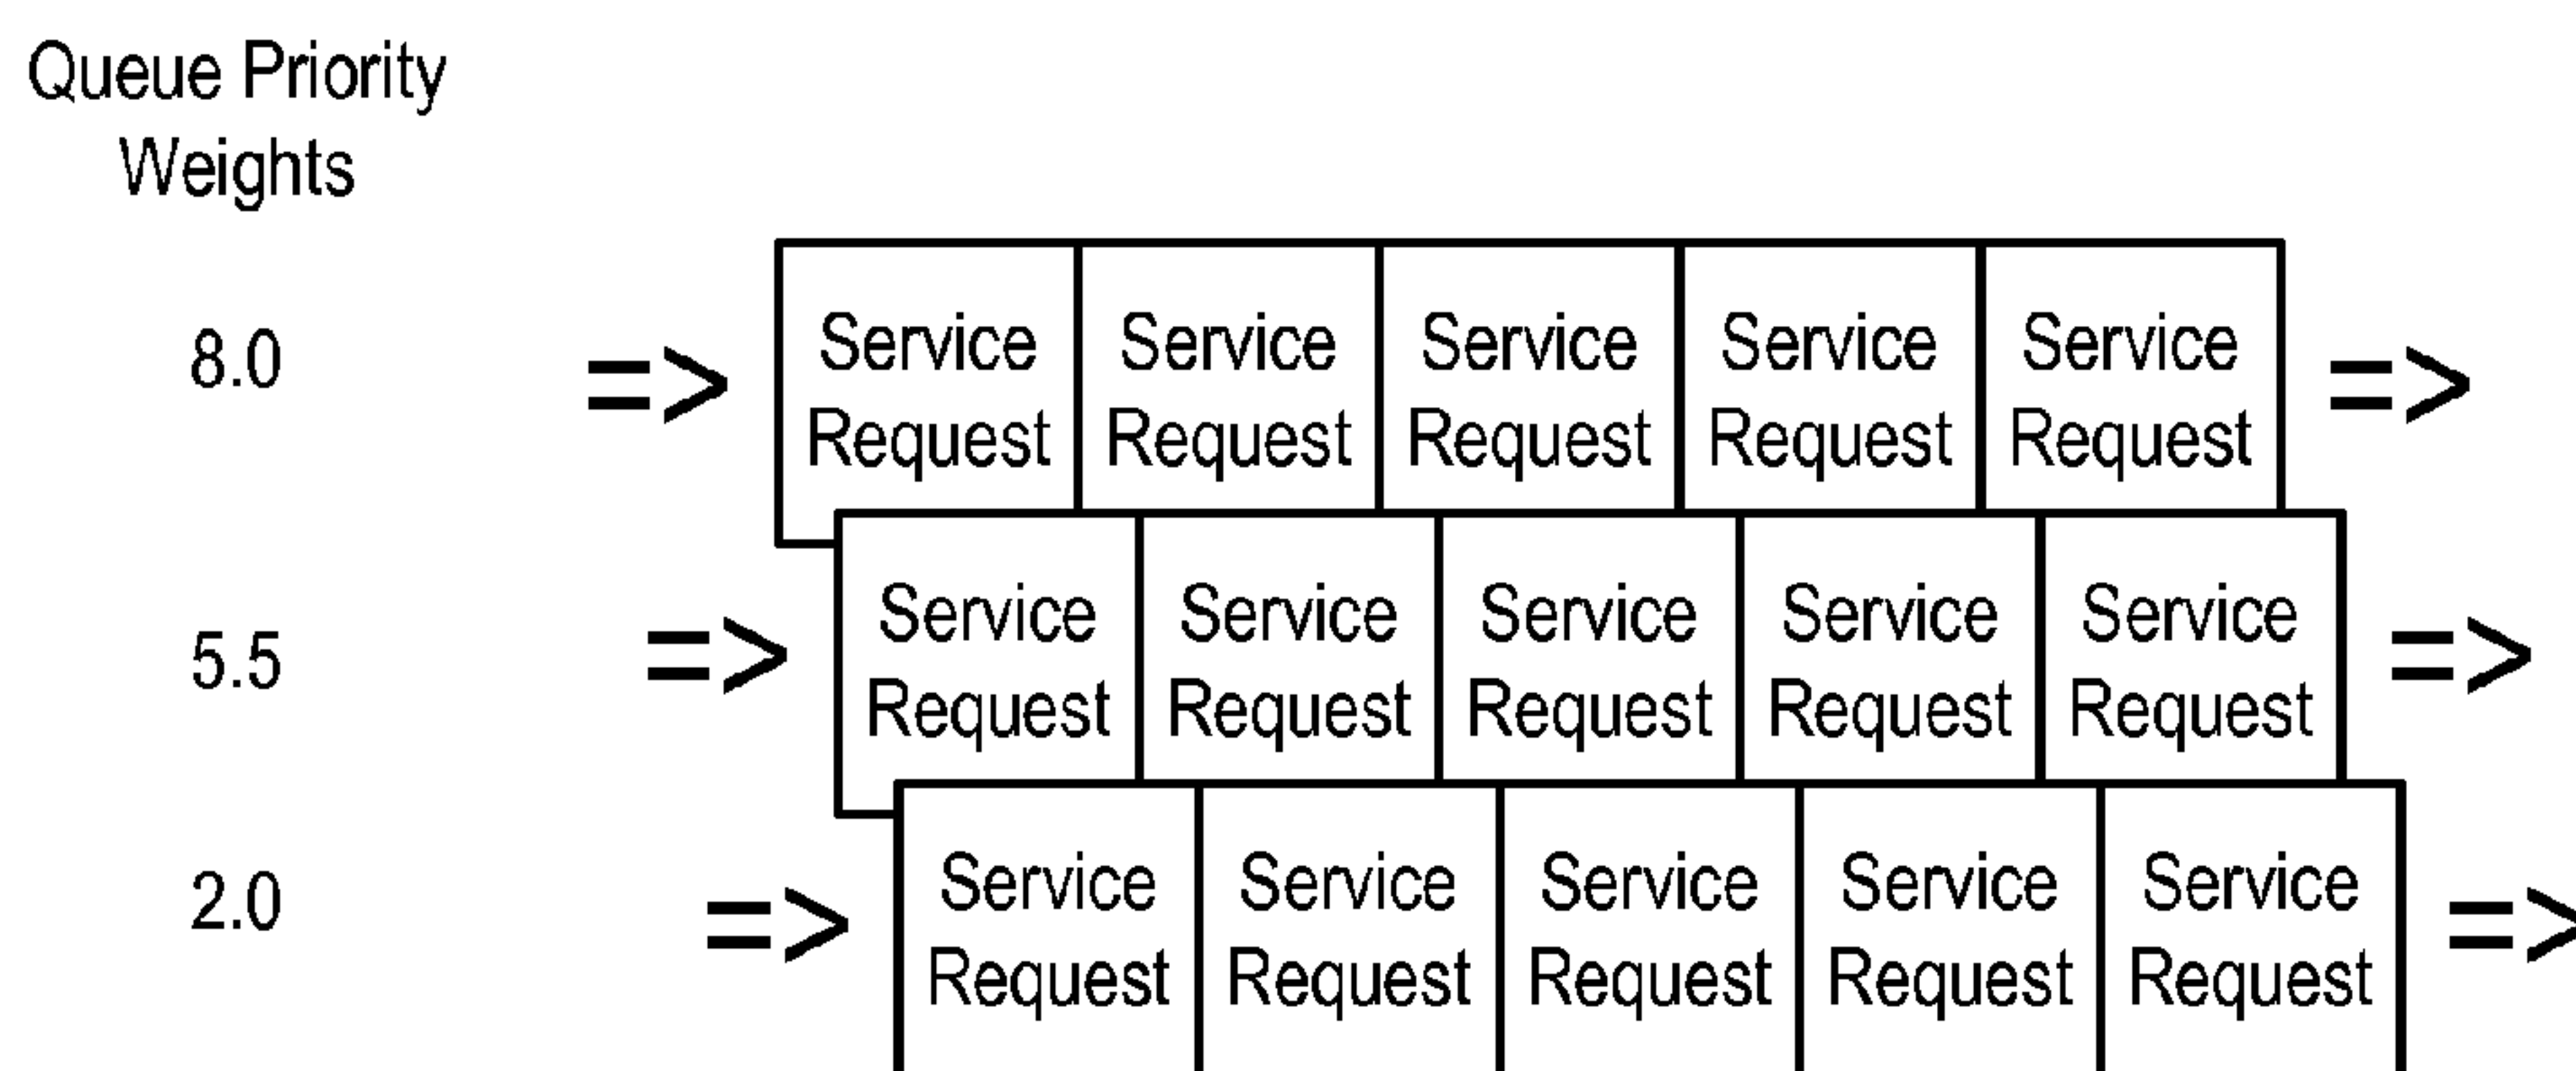 Queue Priority
Weights
8.0 => Service Service Service Service Service =>
Request Request Request Request Request
5.5 => Service Service Service Service Service =>
Request Request Request Request Request
2.0 => Service Service Service Service Service =>
Request Request Request Request Request